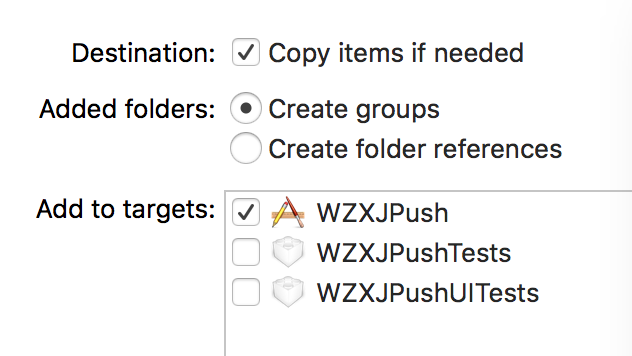 Destination: Copy items if needed
Added folders: Create groups
Create folder references
Add to targets: WZXJPush
WZXJPushTests
WZXJPushUITests